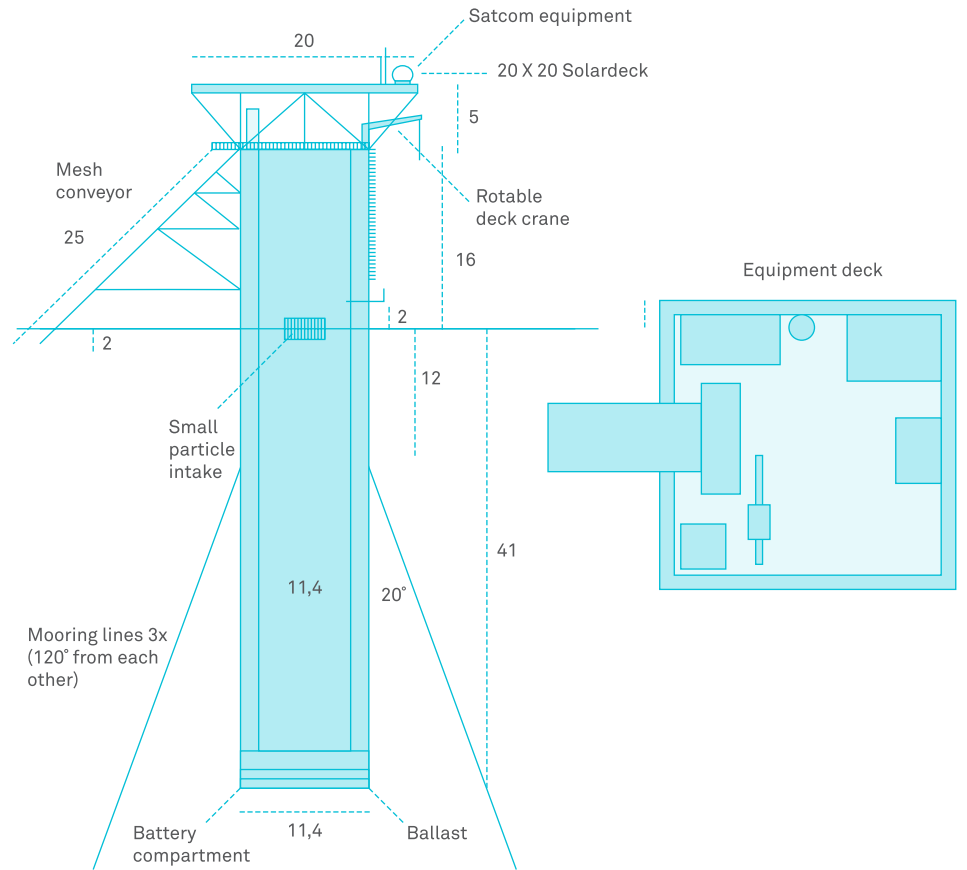 Satcom equipment
20
20 X 20 Solardeck
5
Mesh
conveyor
Rotable
deck crane
25
16
Equipment deck
2
2
12
Small
particle
intake
41
11,4
20°
Mooring lines 3x
(120° from each
other)
11,4
Battery
compartment
Ballast